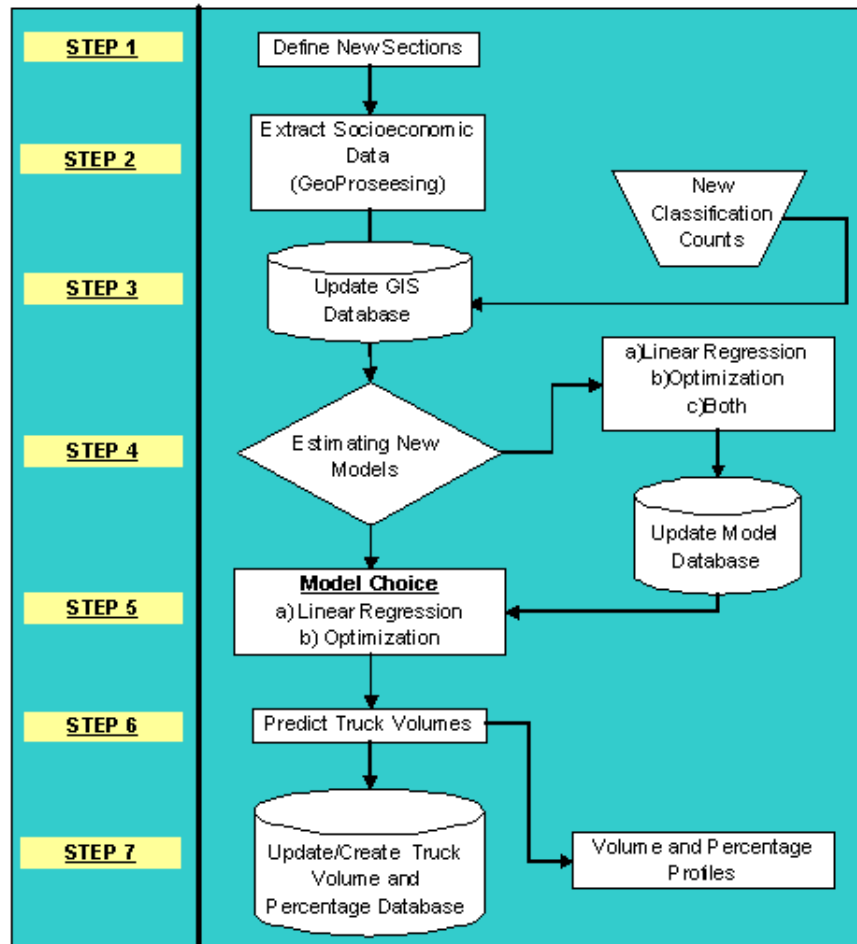 STEP 1
Define New Sections
STEP 2
Extract Socioeconomic
Data
(GeoProseesing)
New
Classification
Counts
STEP 3
Update GIS
Database
a)Linear Regression
b)Optimization
c)Both
STEP 4
Estimating New
Models
Update Model
Database
STEP 5
Model Choice
a) Linear Regression
b) Optimization
STEP 6
Predict Truck Volumes
STEP 7
Update/Create Truck
Volume and
Percentage Database
Volume and Percentage
Profiles